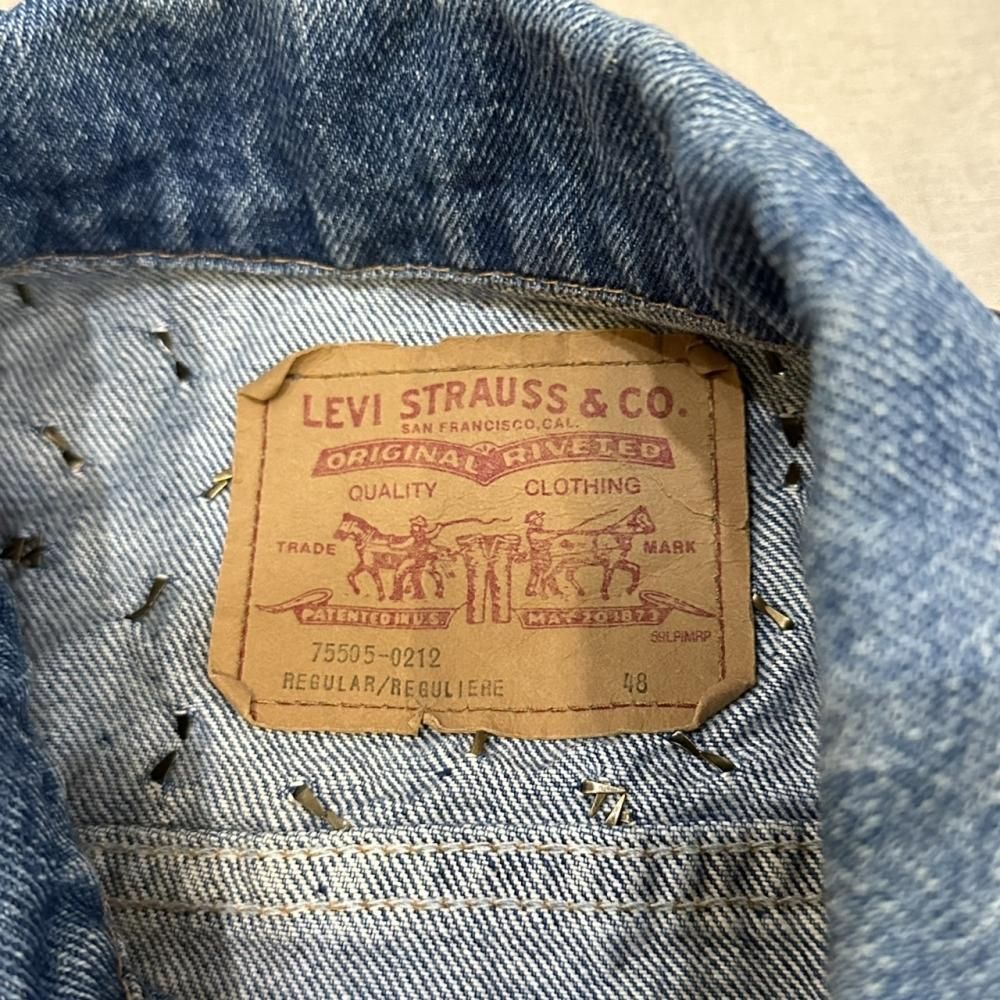 LEVI STRAUSS & CO.
SAN FRANCISCO, CAL.
ORIGINAL RIVETED
QUALITY CLOTHING
TRADE MARK
PATENTED IN U.S. MAY 20 1873
75505-0212
REGULAR/REGULIERE 48